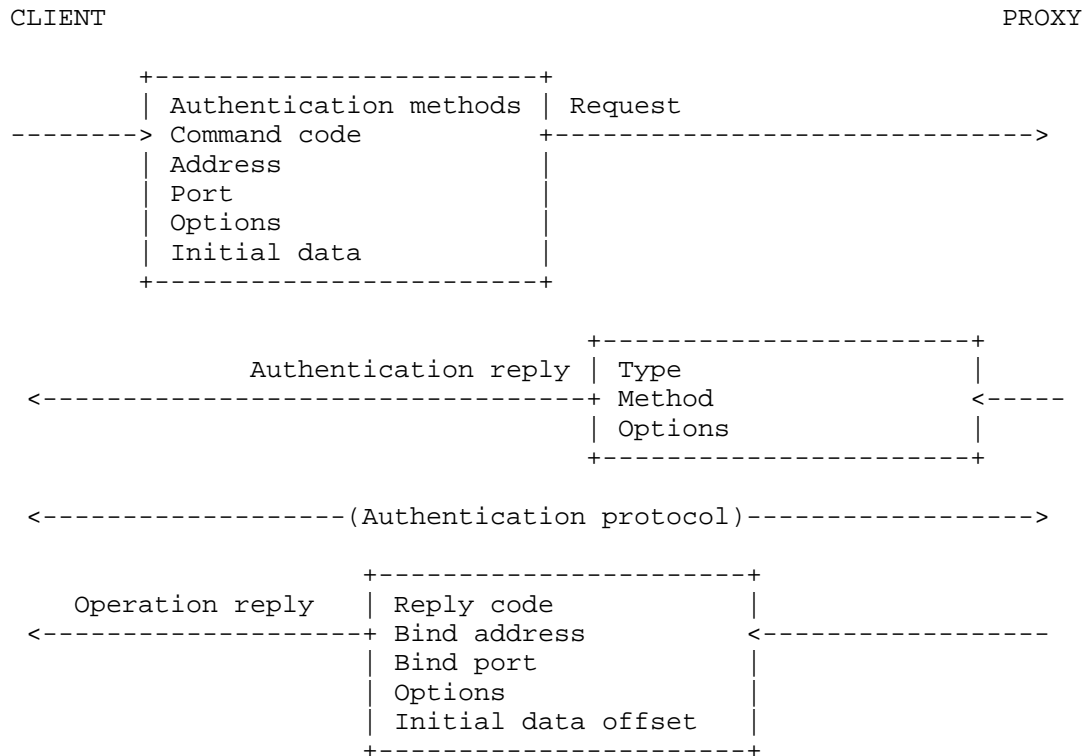 CLIENT PROXY
+------------------------+
| Authentication methods | Request
--------> Command code +------------------------------>
| Address |
| Port |
| Options |
| Initial data |
+------------------------+
+-----------------------+
Authentication reply | Type |
<----------------------------------+ Method <-----
| Options |
+-----------------------+
<-------------------(Authentication protocol)------------------>
+-----------------------+
Operation reply | Reply code |
<--------------------+ Bind address <------------------
| Bind port |
| Options |
| Initial data offset |
+-----------------------+